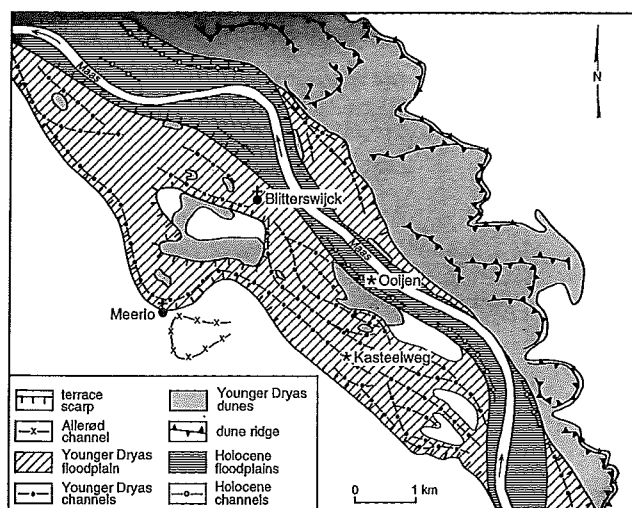 Maas
N
Blitterswijck
Maas
Ooijen
Meerlo
Kasteelweg
terrace
scarp
Allerød
channel
Younger Dryas
floodplain
Younger Dryas
channels
Younger Dryas
dunes
dune ridge
Holocene
floodplains
Holocene
channels
0 1 km